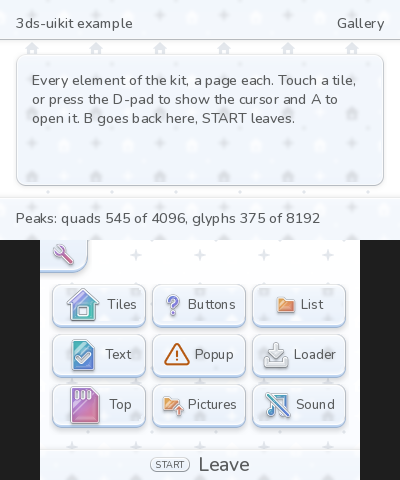 3ds-uikit example
Gallery
Every element of the kit, a page each. Touch a tile,
or press the D-pad to show the cursor and A to
open it. B goes back here, START leaves.
Peaks: quads 545 of 4096, glyphs 375 of 8192
Tiles
Buttons
List
Text
Popup
Loader
Top
Pictures
Sound
START Leave